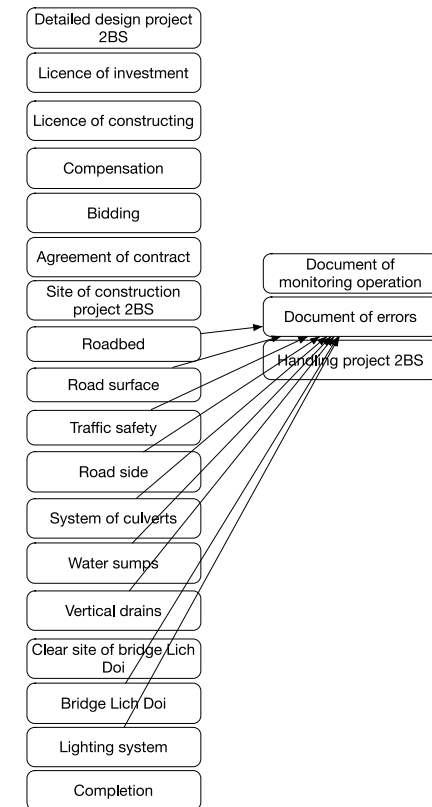 Detailed design project
2BS
Licence of investment
Licence of constructing
Compensation
Bidding
Agreement of contract
Site of construction
project 2BS
Roadbed
Road surface
Traffic safety
Road side
System of culverts
Water sumps
Vertical drains
Clear site of bridge Lich
Doi
Bridge Lich Doi
Lighting system
Completion
Document of
monitoring operation
Document of errors
Handling project 2BS